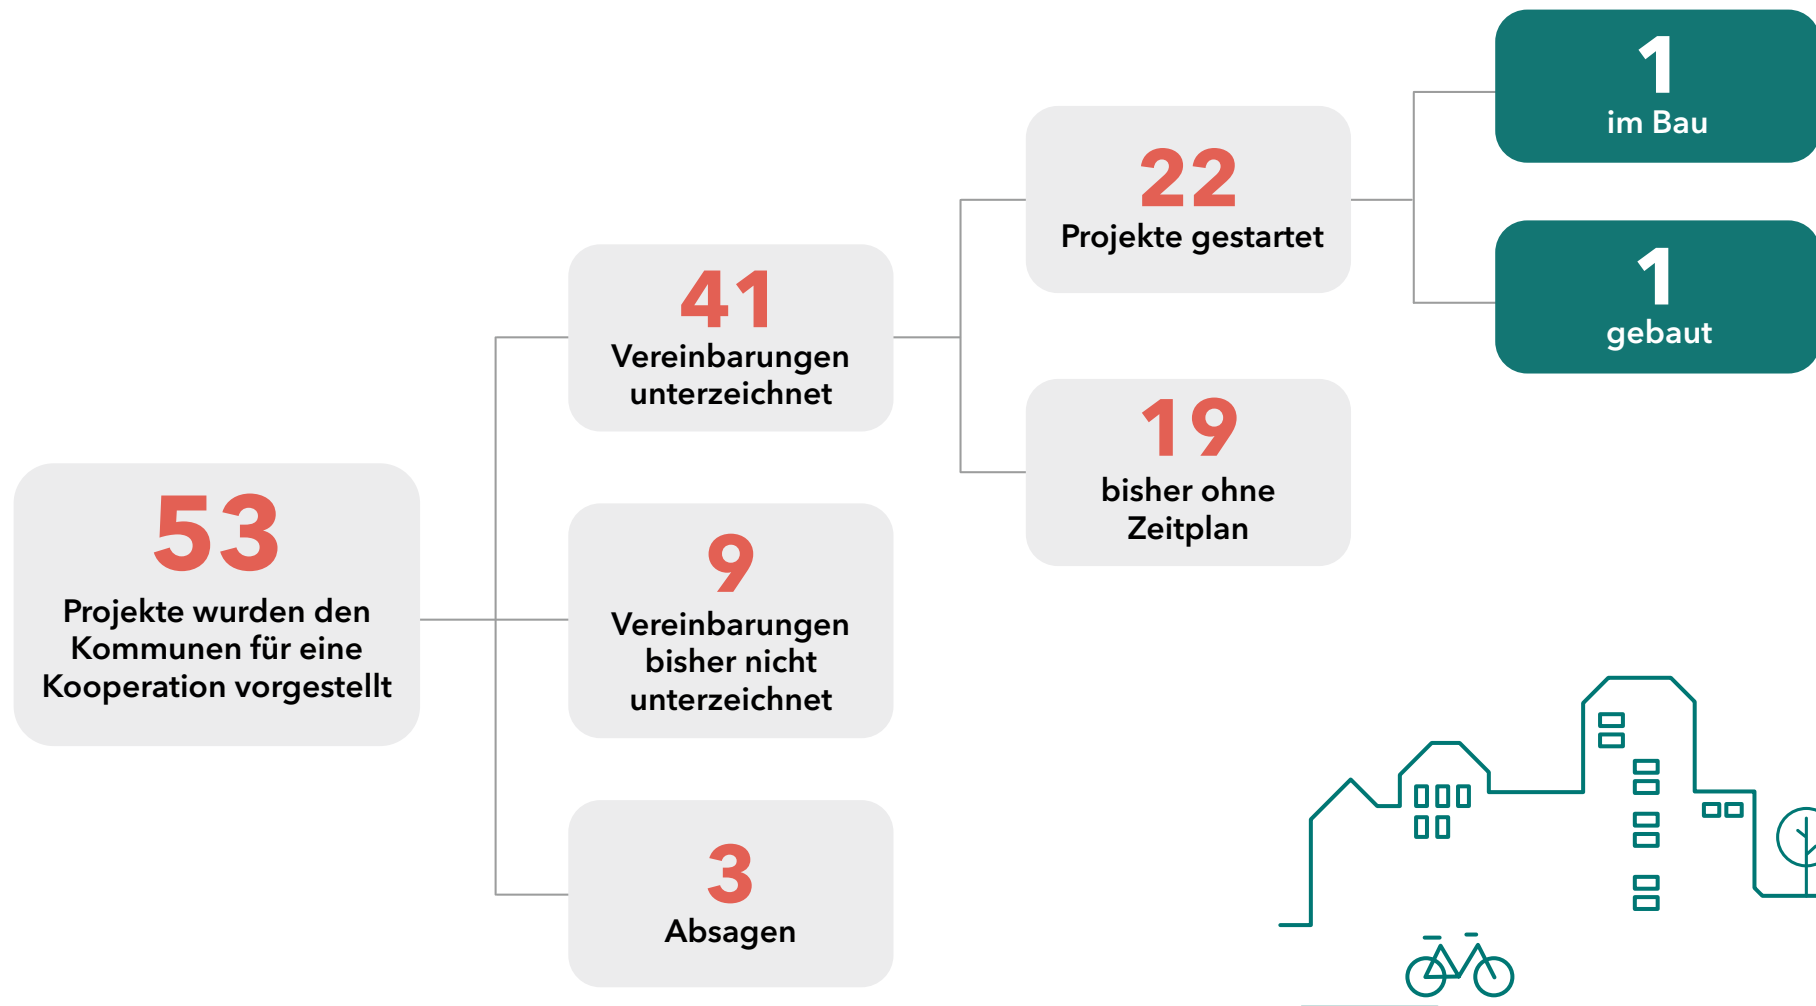 53
Projekte wurden den
Kommunen für eine
Kooperation vorgestellt
41
Vereinbarungen
unterzeichnet
9
Vereinbarungen
bisher nicht
unterzeichnet
3
Absagen
22
Projekte gestartet
19
bisher ohne
Zeitplan
1
im Bau
1
gebaut